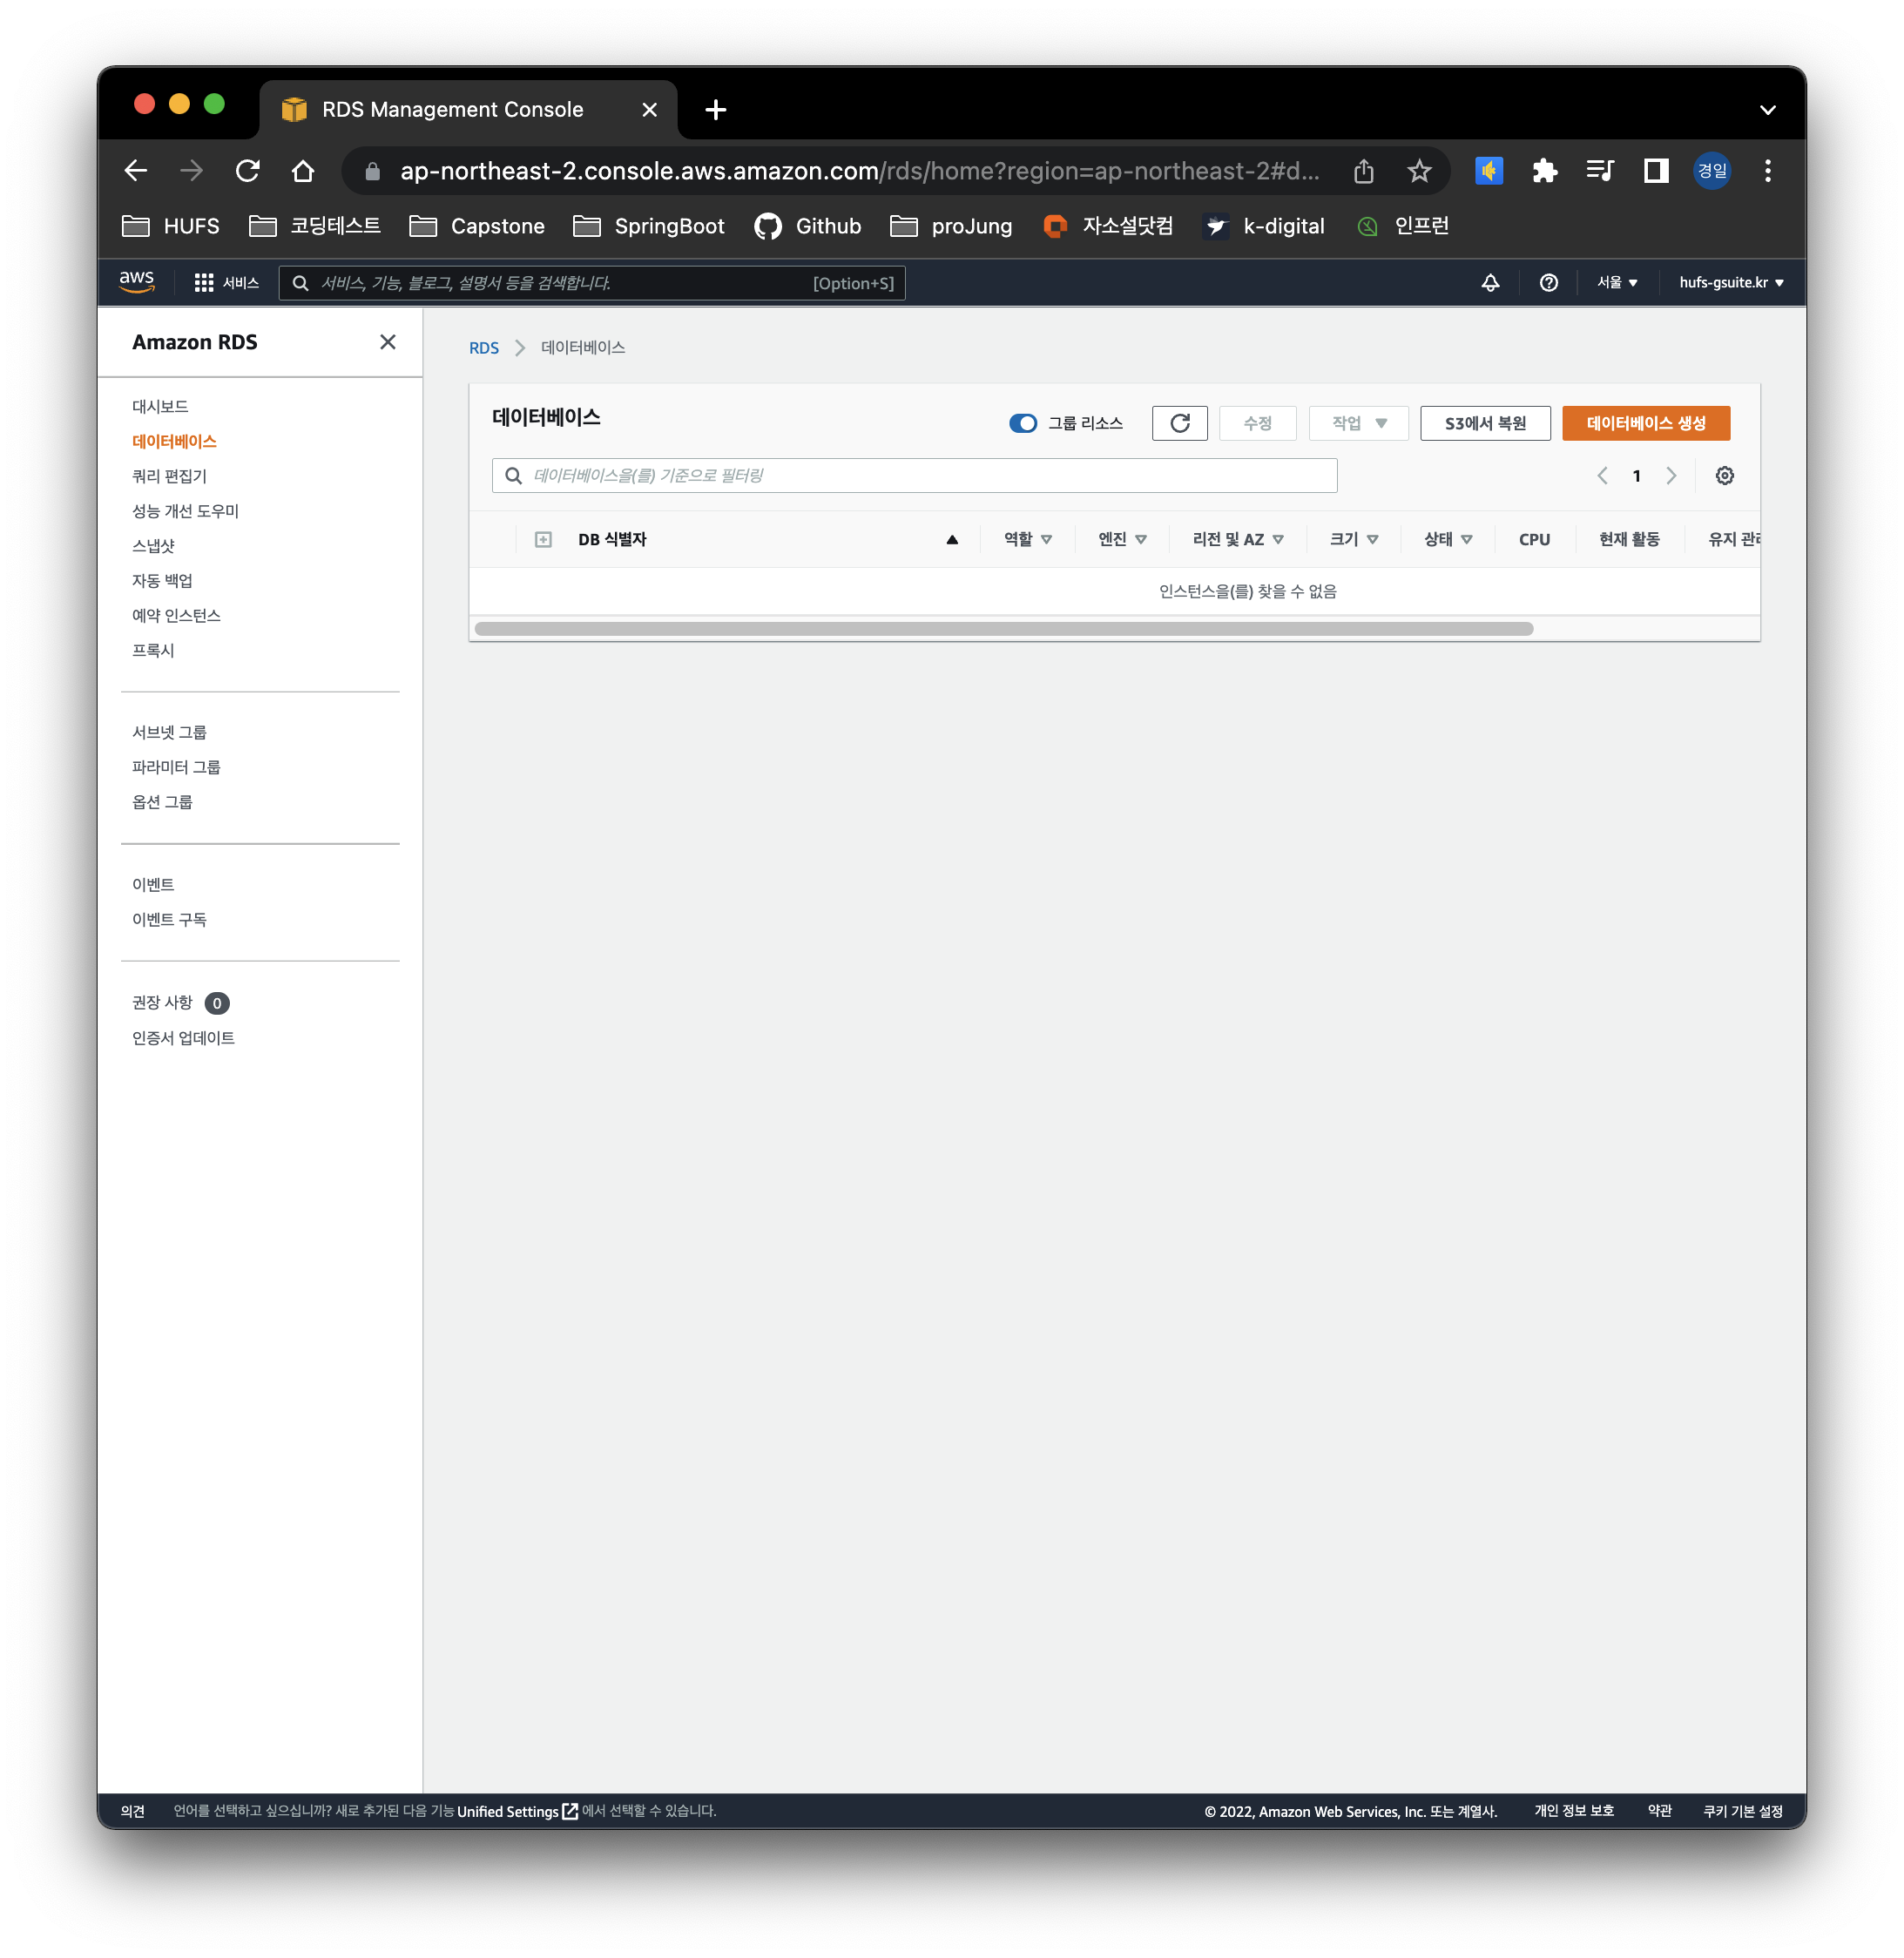 RDS Management Console
ap-northeast-2.console.aws.amazon.com/rds/home?region=ap-northeast-2#d...
경일
HUFS 코딩테스트 Capstone SpringBoot Github proJung 자소설닷컴 k-digital 인프런
aws 서비스 서비스, 기능, 블로그, 설명서 등을 검색합니다. [Option+S] 서울 hufs-gsuite.kr
Amazon RDS
대시보드
데이터베이스
쿼리 편집기
성능 개선 도우미
스냅샷
자동 백업
예약 인스턴스
프록시
서브넷 그룹
파라미터 그룹
옵션 그룹
이벤트
이벤트 구독
권장 사항 0
인증서 업데이트
RDS 데이터베이스
데이터베이스 그룹 리소스 수정 작업 S3에서 복원 데이터베이스 생성
데이터베이스을(를) 기준으로 필터링 1
DB 식별자 역할 엔진 리전 및 AZ 크기 상태 CPU 현재 활동 유지
인스턴스을(를) 찾을 수 없음
의견 언어를 선택하고 싶으십니까? 새로 추가된 다음 기능 Unified Settings 에서 선택할 수 있습니다. © 2022, Amazon Web Services, Inc. 또는 계열사. 개인 정보 보호 약관 쿠키 기본 설정